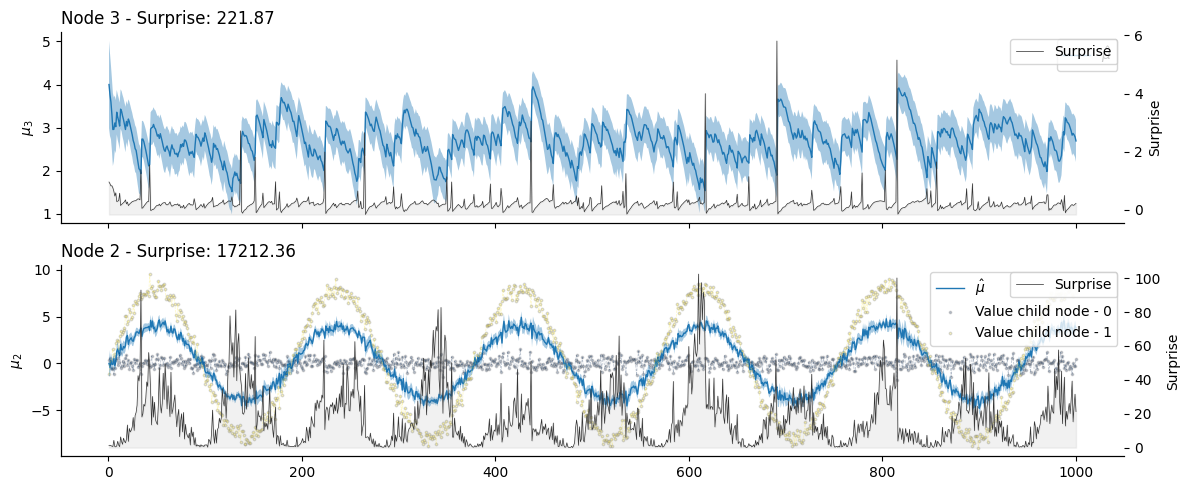 Node 3 - Surprise: 221.87
5
4
3
2
1
μ3
6
4
2
0
Surprise
Surprise
Node 2 - Surprise: 17212.36
10
5
0
−5
μ2
100
80
60
40
20
0
Surprise
μ̂
Value child node - 0
Value child node - 1
Surprise
0
200
400
600
800
1000